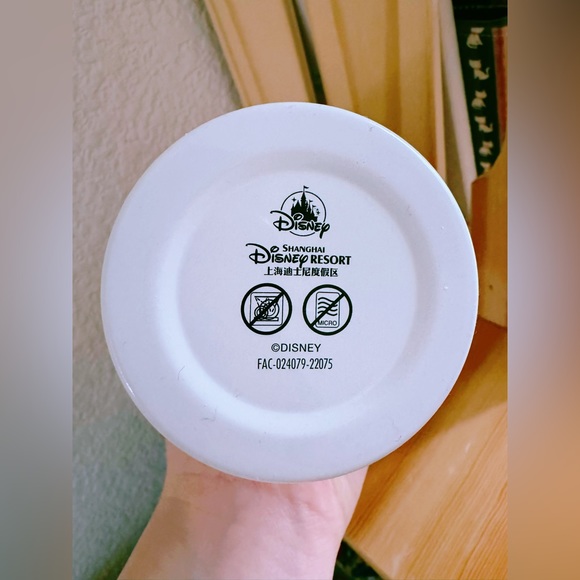 Disney
SHANGHAI
Disney RESORT
上海迪士尼度假区
MICRO
©DISNEY
FAC-024079-22075